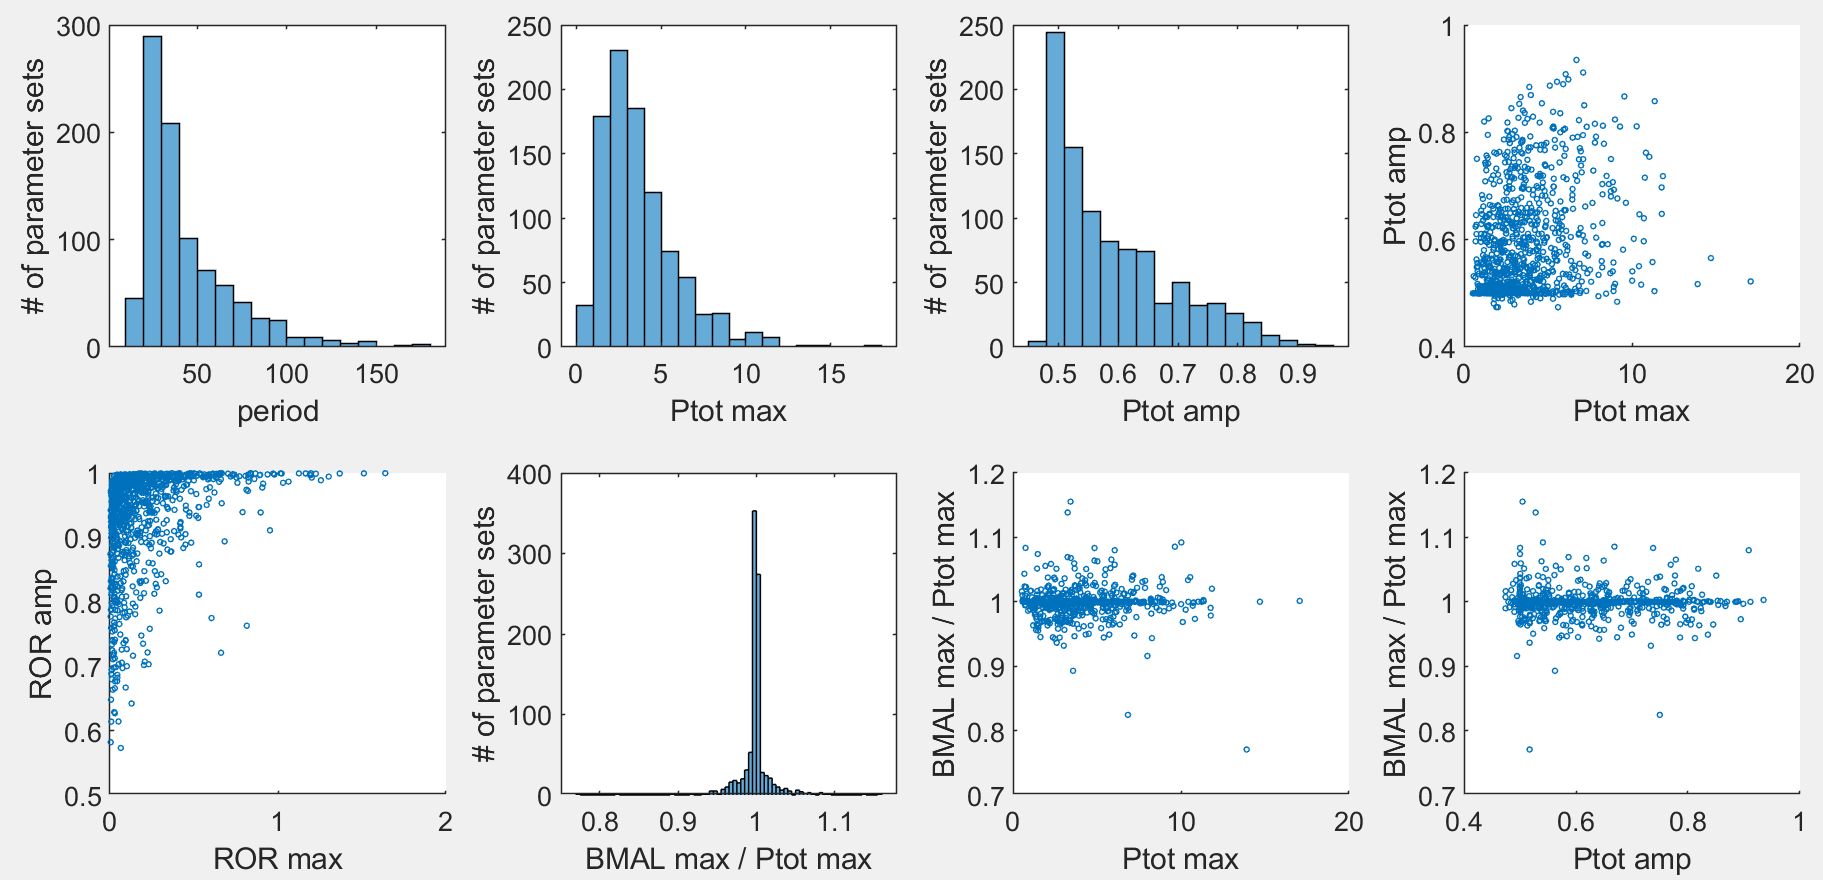 300
200
100
0
# of parameter sets
50 100 150
period
250
200
150
100
50
0
# of parameter sets
0 5 10 15
Ptot max
250
200
150
100
50
0
# of parameter sets
0.5 0.6 0.7 0.8 0.9
Ptot amp
1
0.8
0.6
0.4
Ptot amp
0 10 20
Ptot max
1
0.9
0.8
0.7
0.6
0.5
ROR amp
0 1 2
ROR max
400
300
200
100
0
# of parameter sets
0.8 0.9 1 1.1
BMAL max / Ptot max
1.2
1.1
1
0.9
0.8
0.7
BMAL max / Ptot max
0 10 20
Ptot max
1.2
1.1
1
0.9
0.8
0.7
BMAL max / Ptot max
0.4 0.6 0.8 1
Ptot amp